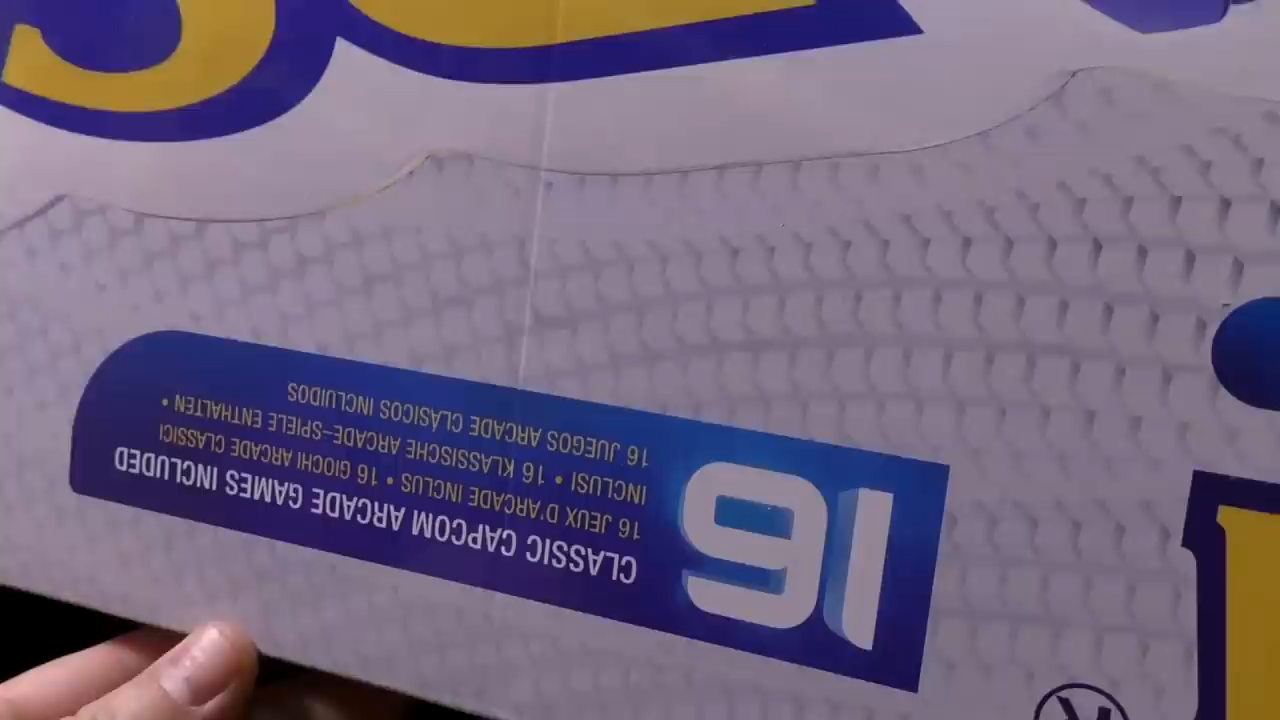 16
CLASSIC CAPCOM ARCADE GAMES INCLUDED
16 JEUX D'ARCADE INCLUS • 16 GIOCHI ARCADE CLASSICI
INCLUSI • 16 KLASSISCHE ARCADE-SPIELE ENTHALTEN •
16 JUEGOS ARCADE CLASICOS INCLUIDOS